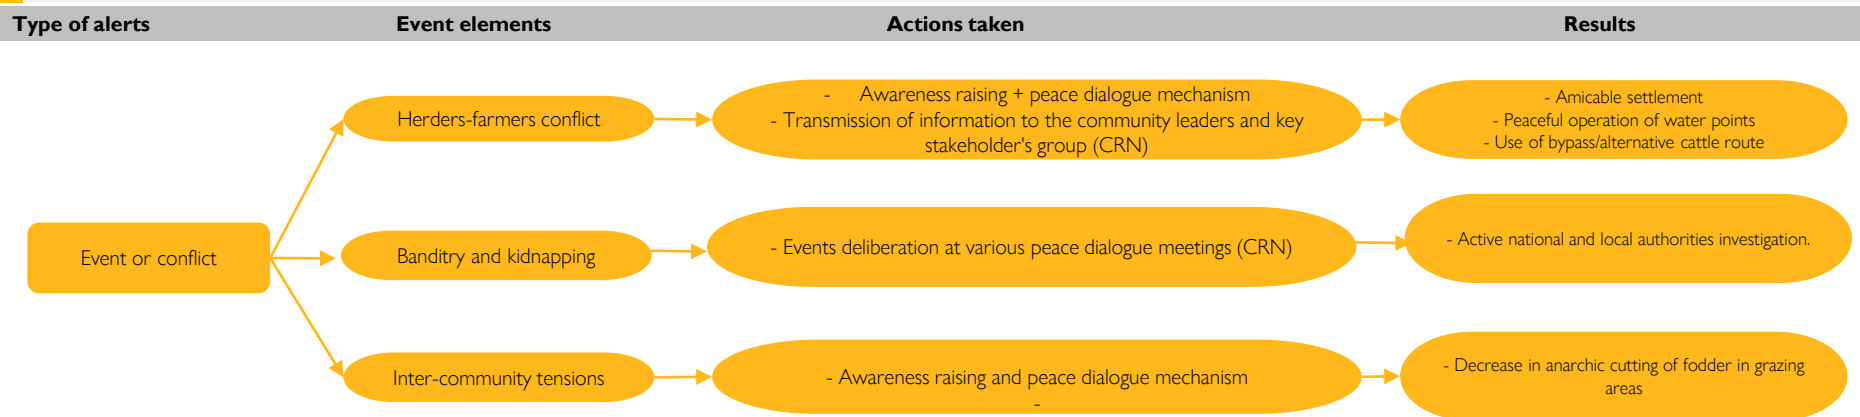 Type of alerts
Event elements
Actions taken
Results
Event or conflict
Herders-farmers conflict
- Awareness raising + peace dialogue mechanism
- Transmission of information to the community leaders and key
stakeholder's group (CRN)
- Amicable settlement
- Peaceful operation of water points
- Use of bypass/alternative cattle route
Banditry and kidnapping
- Events deliberation at various peace dialogue meetings (CRN)
- Active national and local authorities investigation.
Inter-community tensions
- Awareness raising and peace dialogue mechanism
-
- Decrease in anarchic cutting of fodder in grazing
areas